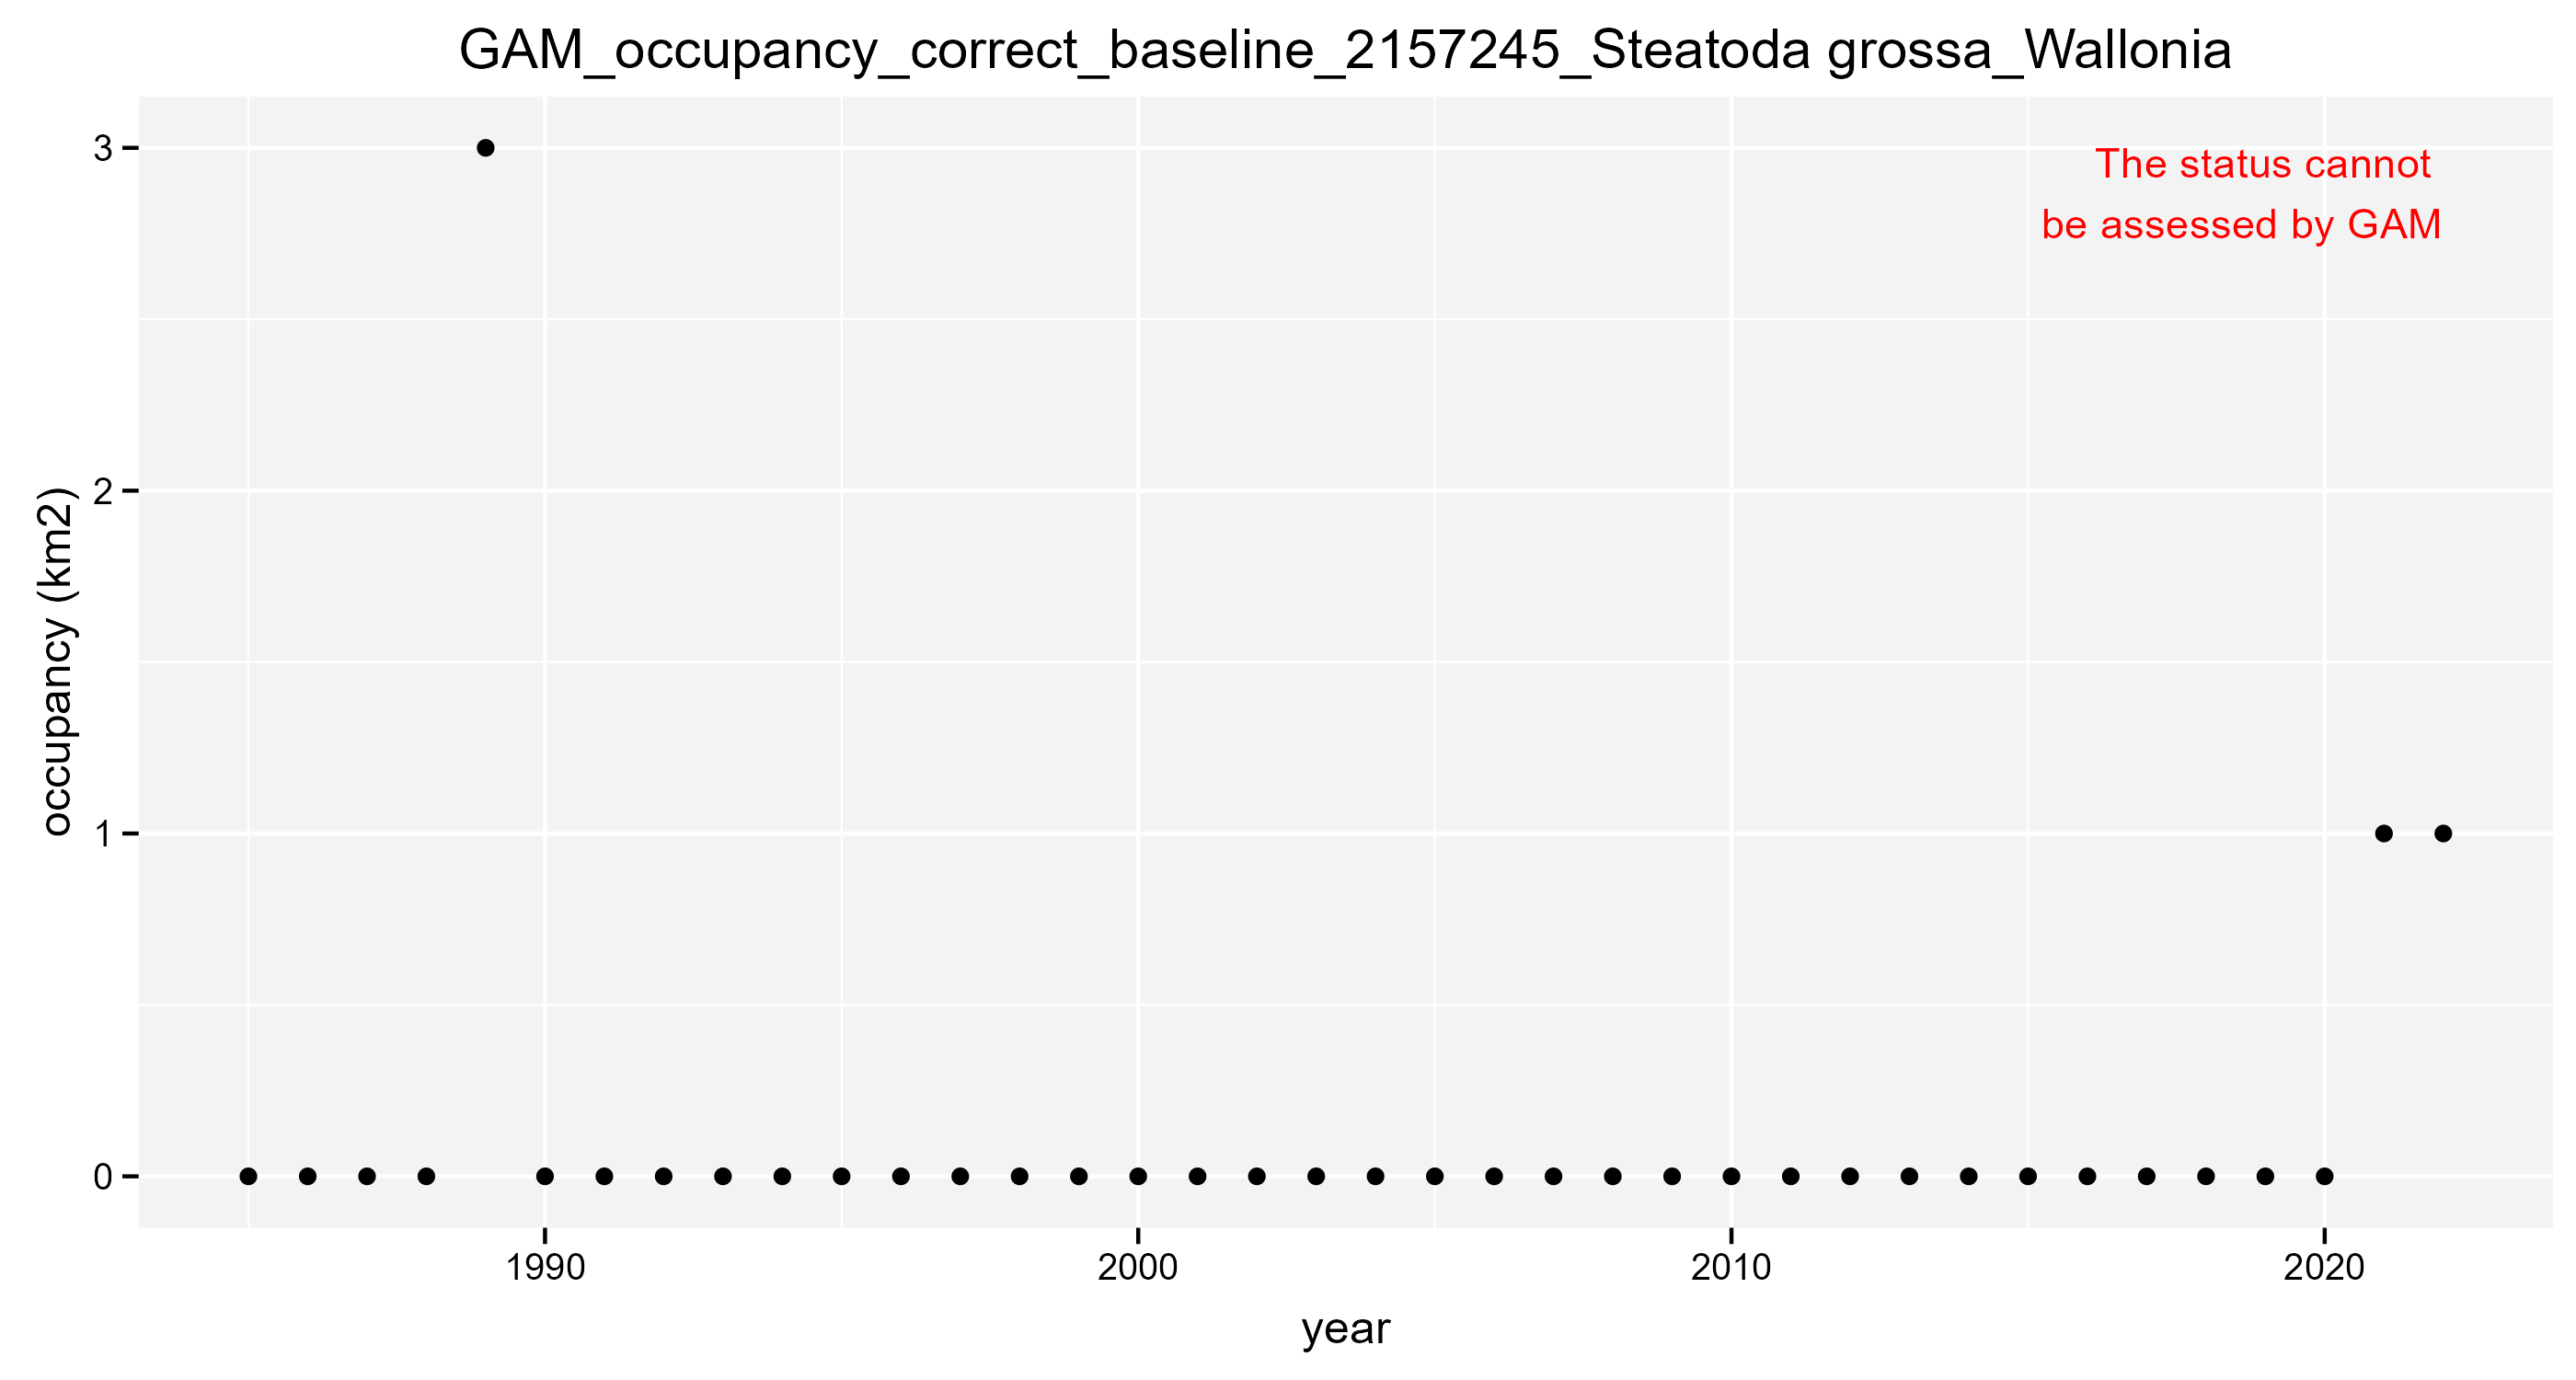 GAM_occupancy_correct_baseline_2157245_Steatoda grossa_Wallonia
The status cannot
be assessed by GAM
3
2
1
0
occupancy (km2)
1990 2000 2010 2020
year